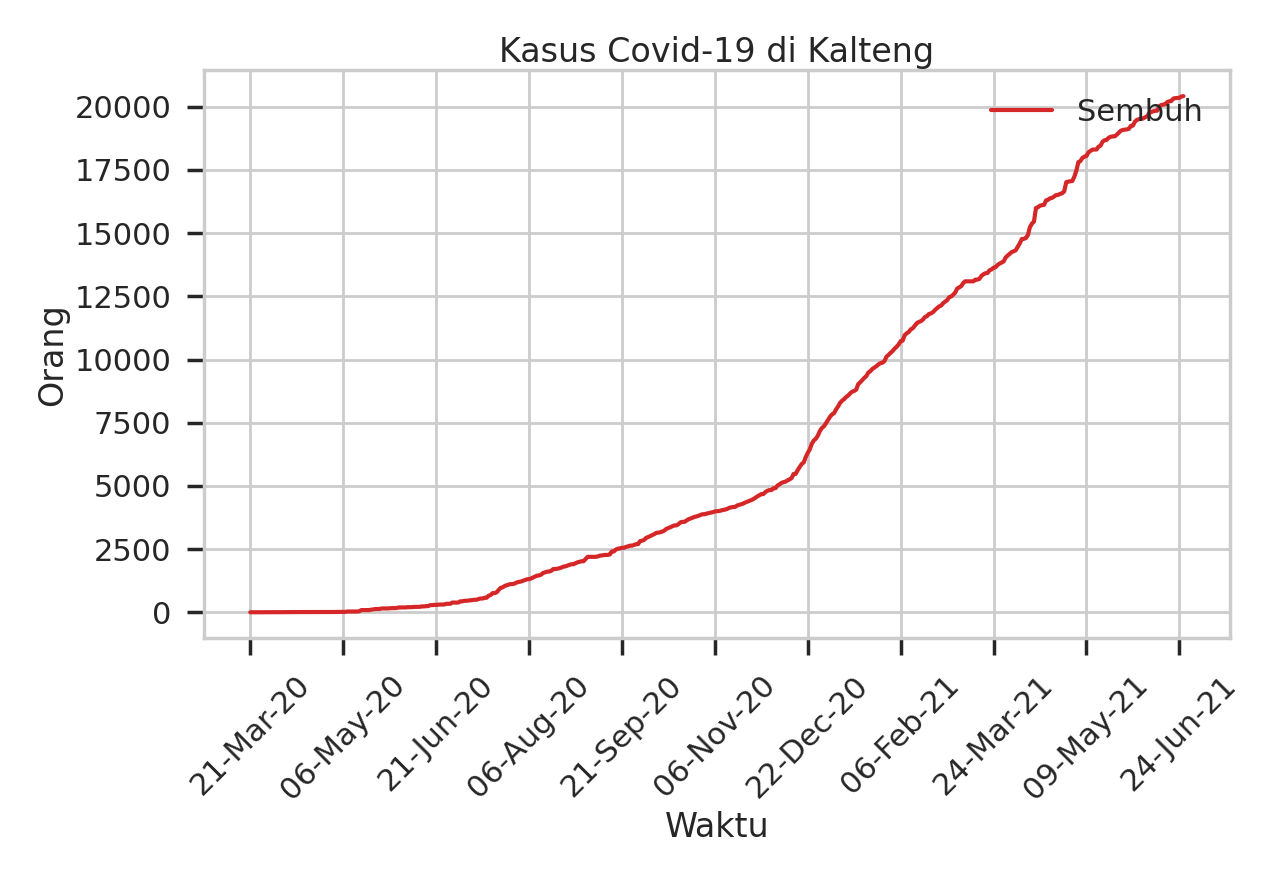 Kasus Covid-19 di Kalteng
Sembuh
Orang
20000
17500
15000
12500
10000
7500
5000
2500
0
21-Mar-20
06-May-20
21-Jun-20
06-Aug-20
21-Sep-20
06-Nov-20
22-Dec-20
06-Feb-21
24-Mar-21
09-May-21
24-Jun-21
Waktu